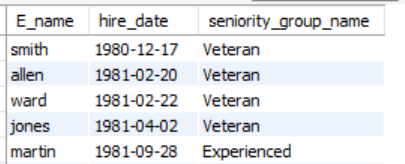 E_name hire_date seniority_group_name
smith 1980-12-17 Veteran
allen 1981-02-20 Veteran
ward 1981-02-22 Veteran
jones 1981-04-02 Veteran
martin 1981-09-28 Experienced